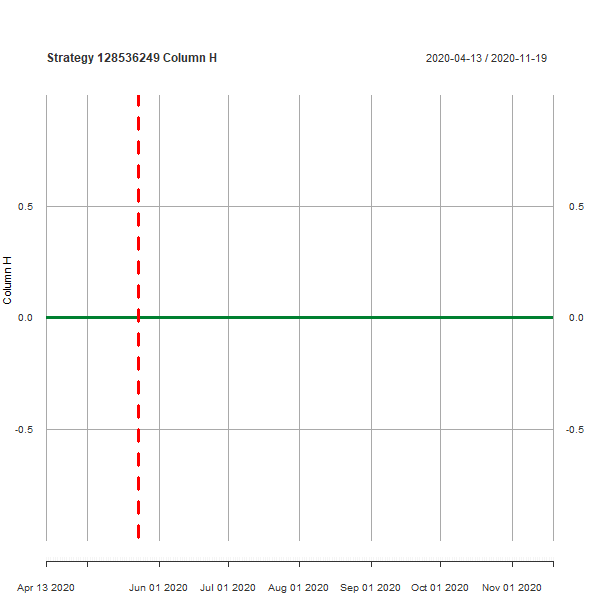 Strategy 128536249 Column H
2020-04-13 / 2020-11-19
0.5
0.5
Column H
0.0
0.0
-0.5
-0.5
Apr 13 2020
Jun 01 2020
Jul 01 2020
Aug 01 2020
Sep 01 2020
Oct 01 2020
Nov 01 2020